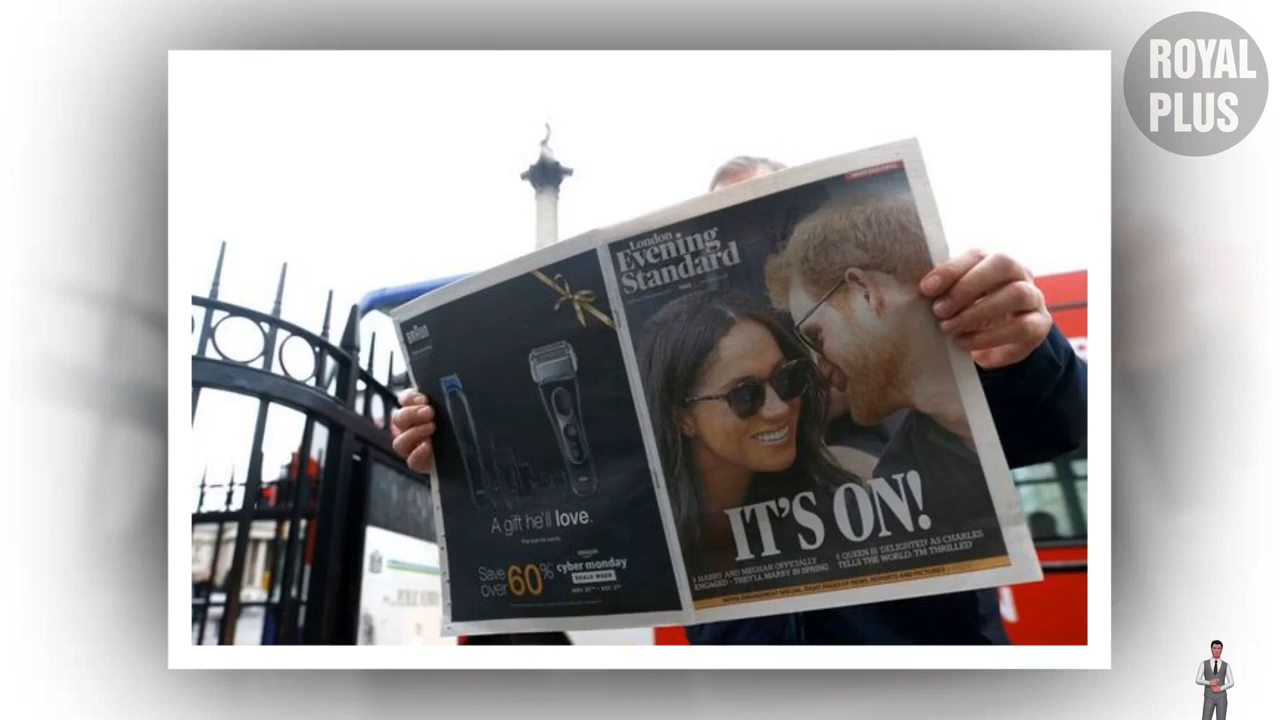 ROYAL
PLUS
London
Evening
Standard
BRAUN
A gift he'll love.
Save
over 60%
cyber monday
DEALS WEEK
IT'S ON!
HARRY AND MEGHAN OFFICIALLY
ENGAGED - THEY'LL MARRY IN SPRING
QUEEN IS 'DELIGHTED' AS CHARLES
TELLS THE WORLD: 'I'M THRILLED'